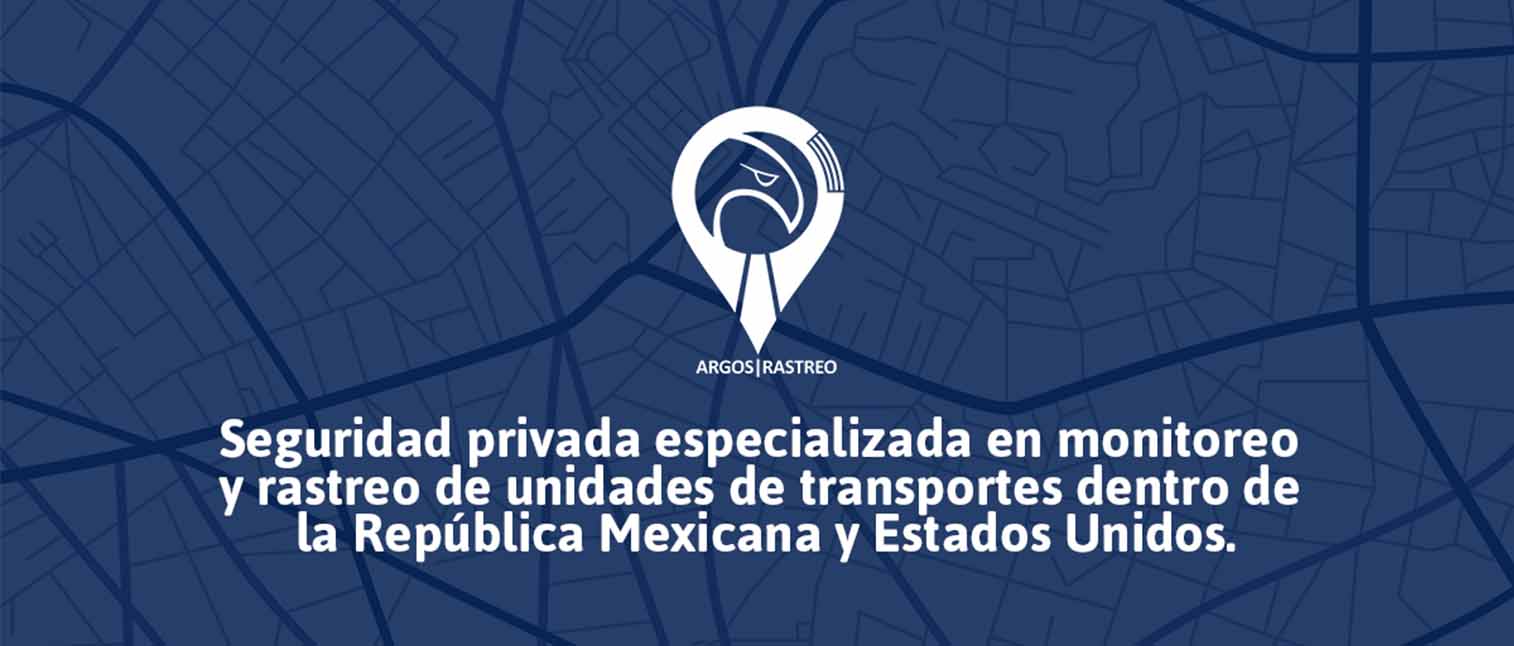 ARGOS|RASTREO
Seguridad privada especializada en monitoreo
y rastreo de unidades de transportes dentro de
la República Mexicana y Estados Unidos.